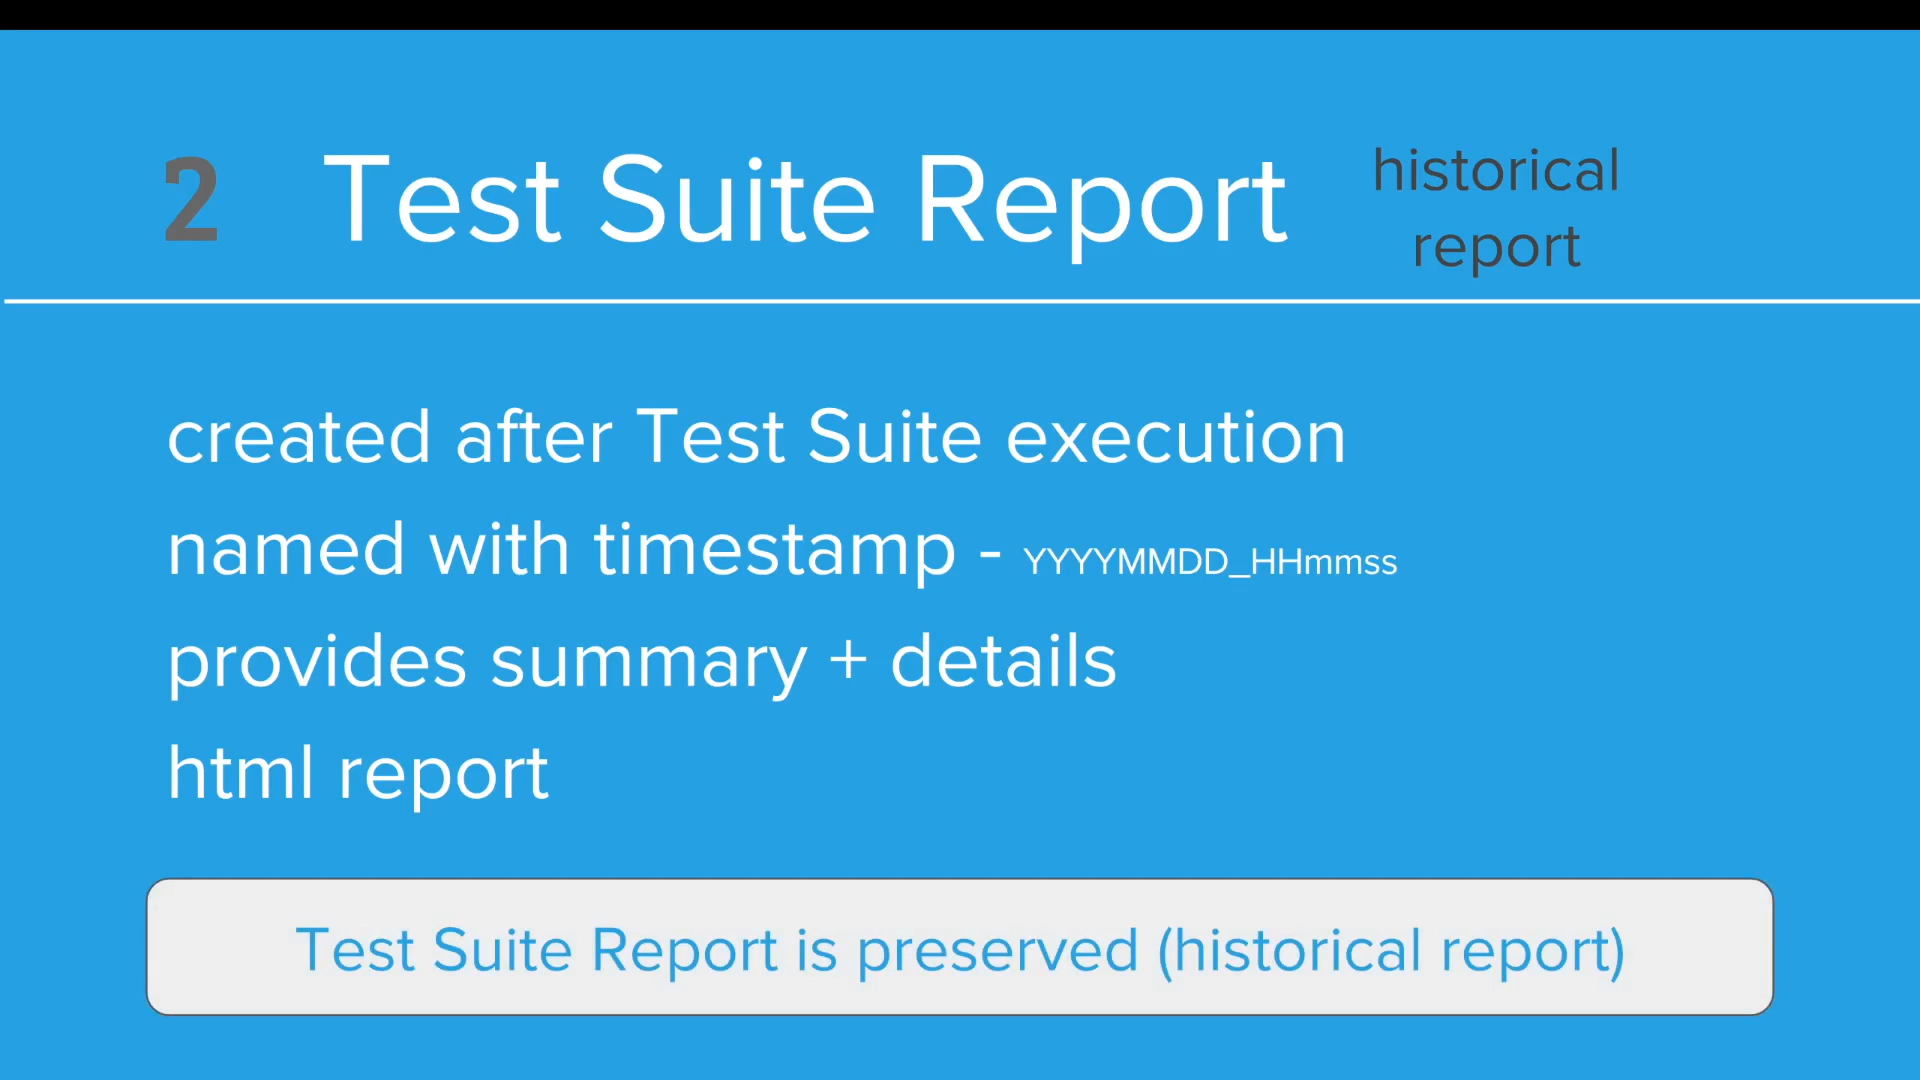 2 Test Suite Report
historical
report
created after Test Suite execution
named with timestamp - YYYYMMDD_HHmmss
provides summary + details
html report
Test Suite Report is preserved (historical report)